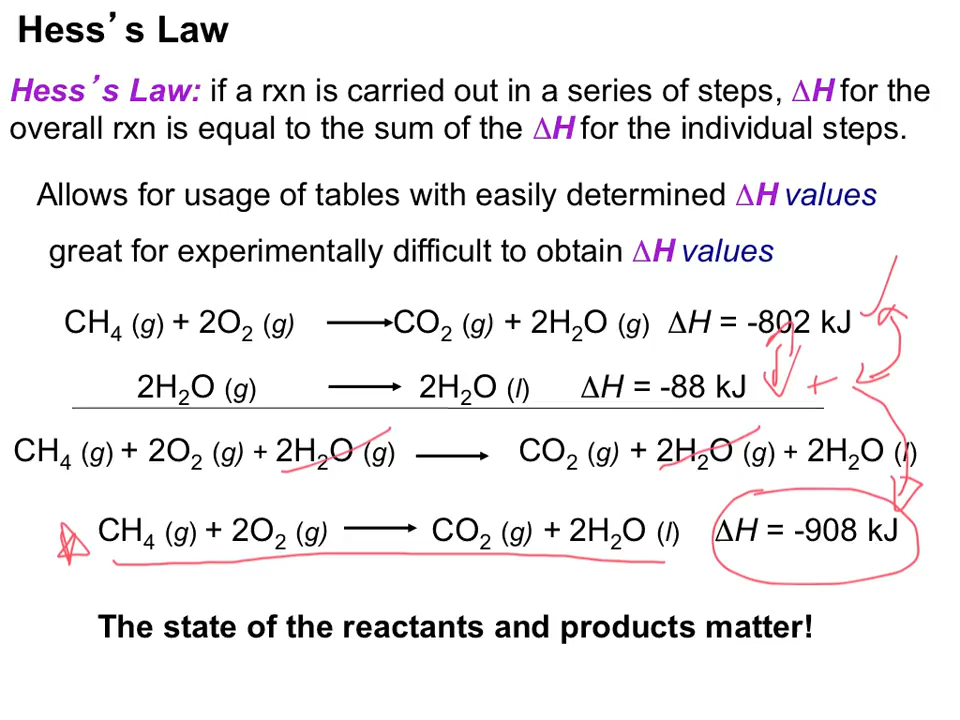 Hess’s Law
Hess’s Law: if a rxn is carried out in a series of steps, ΔH for the
overall rxn is equal to the sum of the ΔH for the individual steps.
Allows for usage of tables with easily determined ΔH values
great for experimentally difficult to obtain ΔH values
CH₄ (g) + 2O₂ (g) ⟶ CO₂ (g) + 2H₂O (g) ΔH = -802 kJ
2H₂O (g) ⟶ 2H₂O (l) ΔH = -88 kJ +
CH₄ (g) + 2O₂ (g) + 2H₂O (g) ⟶ CO₂ (g) + 2H₂O (g) + 2H₂O (l)
CH₄ (g) + 2O₂ (g) ⟶ CO₂ (g) + 2H₂O (l) ΔH = -908 kJ
The state of the reactants and products matter!